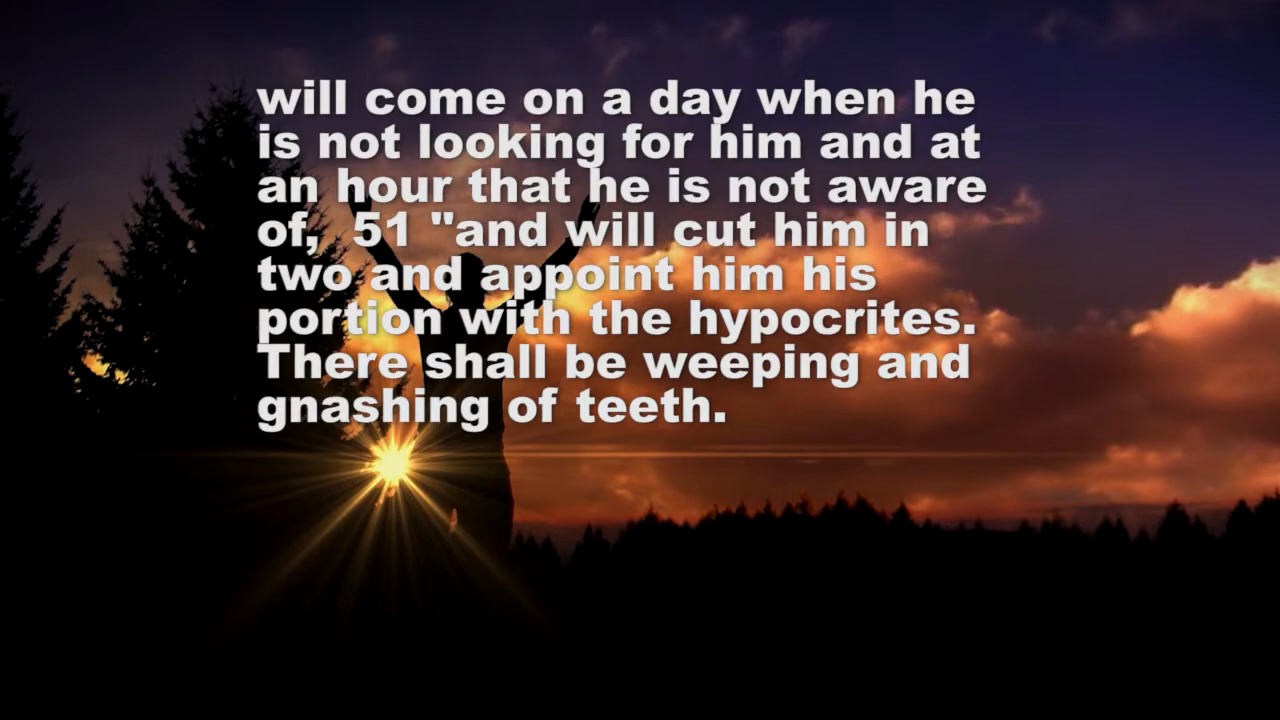 will come on a day when he
is not looking for him and at
an hour that he is not aware
of,  51 "and will cut him in
two and appoint him his
portion with the hypocrites.
There shall be weeping and
gnashing of teeth.